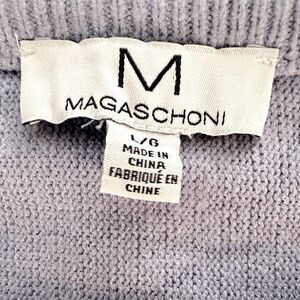 M
MAGASCHONI
L/G
MADE IN
CHINA
FABRIQUÉ EN
CHINE